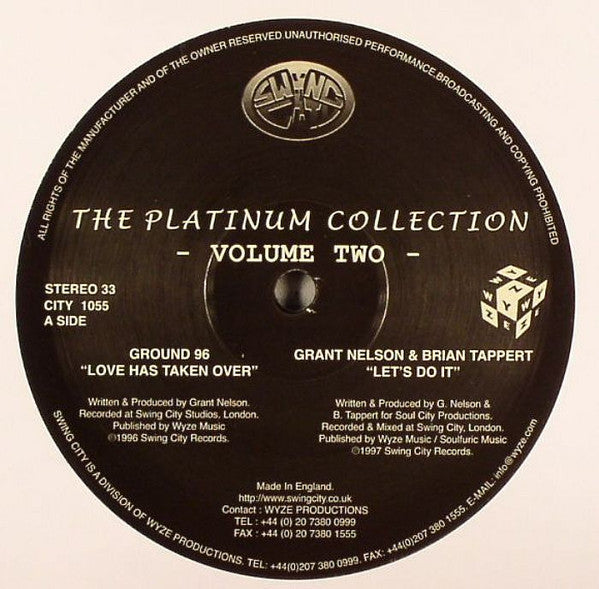 ALL RIGHTS OF THE MANUFACTURER AND OF THE OWNER RESERVED.UNAUTHORISED PERFORMANCE.BROADCASTING AND COPYING PROHIBITED
SWING
CITY
THE PLATINUM COLLECTION
- VOLUME TWO -
STEREO 33
CITY 1055
A SIDE
WYZE
GROUND 96
"LOVE HAS TAKEN OVER"
Written & Produced by Grant Nelson.
Recorded at Swing City Studios, London.
Published by Wyze Music
©1996 Swing City Records.
GRANT NELSON & BRIAN TAPPERT
"LET'S DO IT"
Written & Produced by G. Nelson &
B. Tappert for Soul City Productions.
Recorded & Mixed at Swing City, London.
Published by Wyze Music / Soulfuric Music
©1997 Swing City Records.
Made In England.
http://www.swingcity.co.uk
Contact : WYZE PRODUCTIONS
TEL : +44 (0) 20 7380 0999
FAX : +44 (0) 20 7380 1555
SWING CITY IS A DIVISION OF WYZE PRODUCTIONS. TEL: +44(0)207 380 0999. FAX: +44(0)207 380 1555. E-MAIL: info@wyze.com